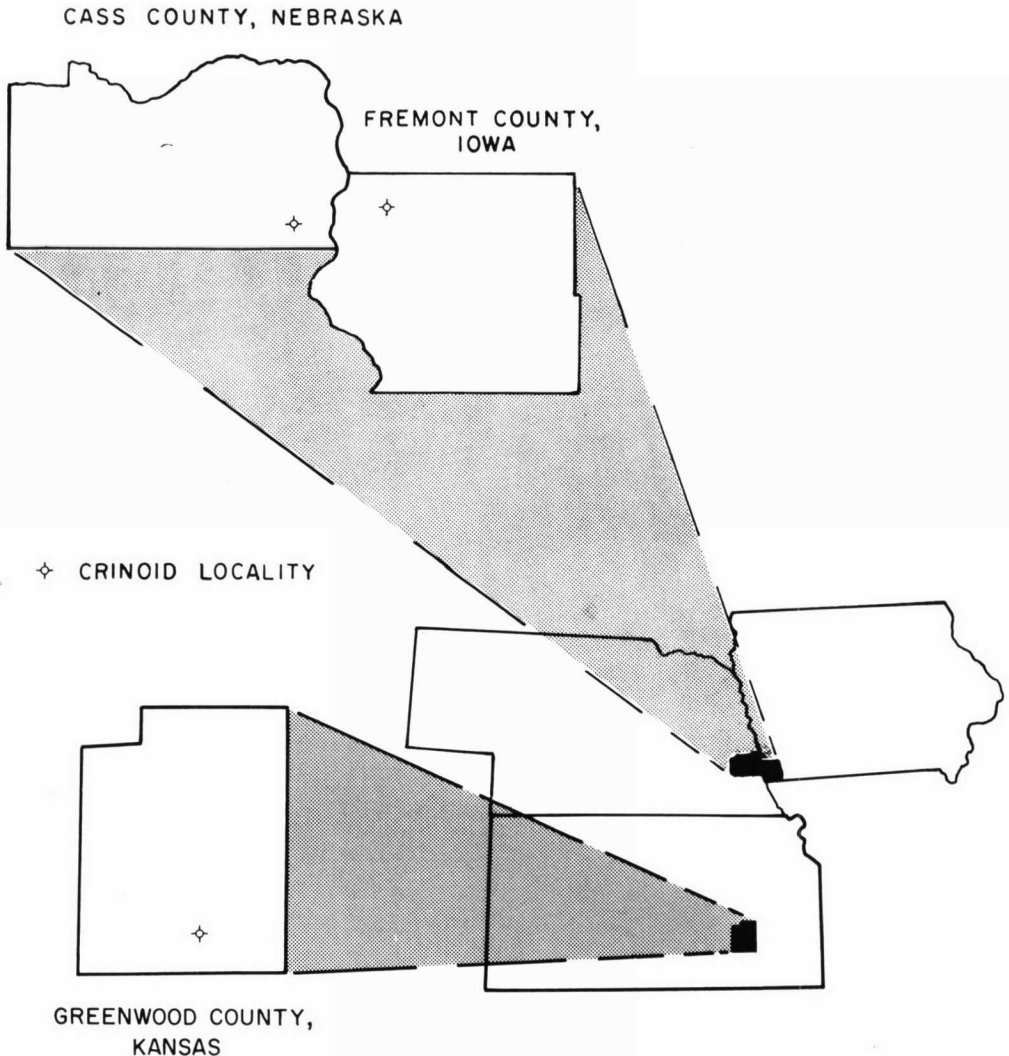 CASS COUNTY, NEBRASKA
FREMONT COUNTY,
IOWA
CRINOID LOCALITY
GREENWOOD COUNTY,
KANSAS